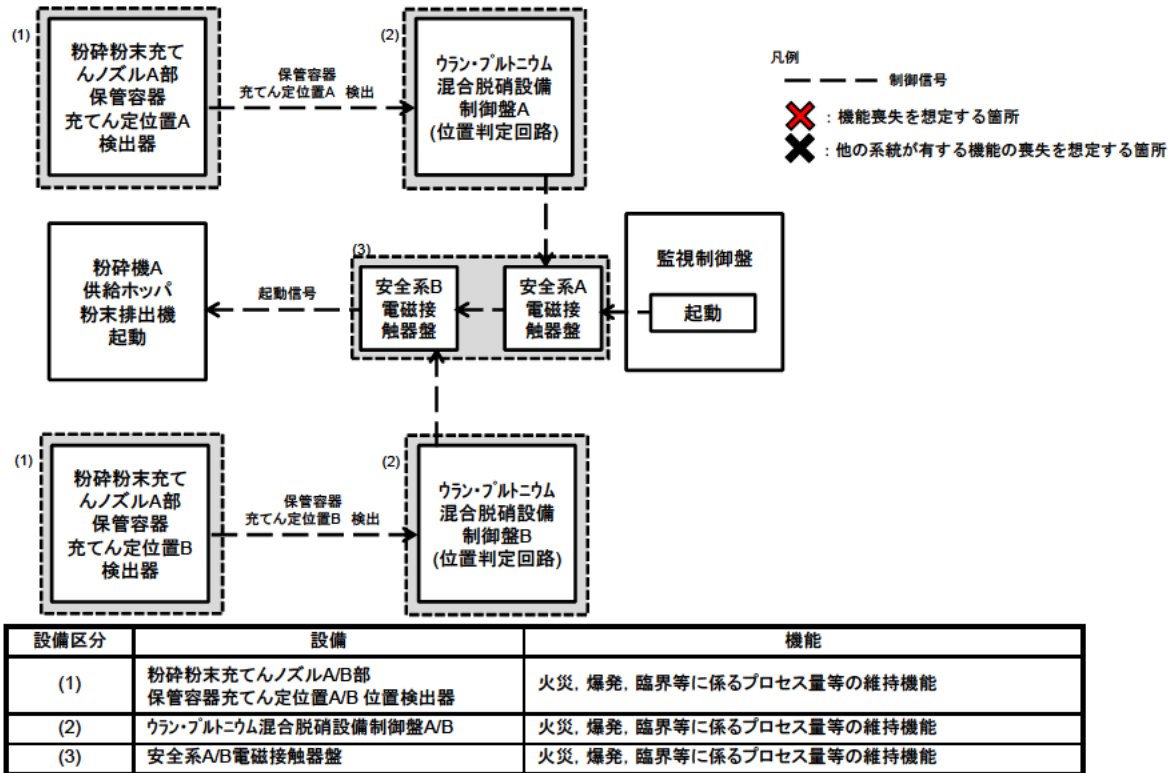 (1)
粉砕粉末充て
んノズルA部
保管容器
充てん定位置A
検出器
保管容器
充てん定位置A 検出
(2)
ウラン・プルトニウム
混合脱硝設備
制御盤A
(位置判定回路)
凡例
制御信号
：機能喪失を想定する箇所
：他の系統が有する機能の喪失を想定する箇所
粉砕機A
供給ホッパ
粉末排出機
起動
起動信号
(3)
安全系B
電磁接
触器盤
安全系A
電磁接
触器盤
監視制御盤
起動
(1)
粉砕粉末充て
んノズルA部
保管容器
充てん定位置B
検出器
保管容器
充てん定位置B 検出
(2)
ウラン・プルトニウム
混合脱硝設備
制御盤B
(位置判定回路)
設備区分 設備 機能
(1) 粉砕粉末充てんノズルA/B部
保管容器充てん定位置A/B 位置検出器 火災，爆発，臨界等に係るプロセス量等の維持機能
(2) ウラン・プルトニウム混合脱硝設備制御盤A/B 火災，爆発，臨界等に係るプロセス量等の維持機能
(3) 安全系A/B電磁接触器盤 火災，爆発，臨界等に係るプロセス量等の維持機能